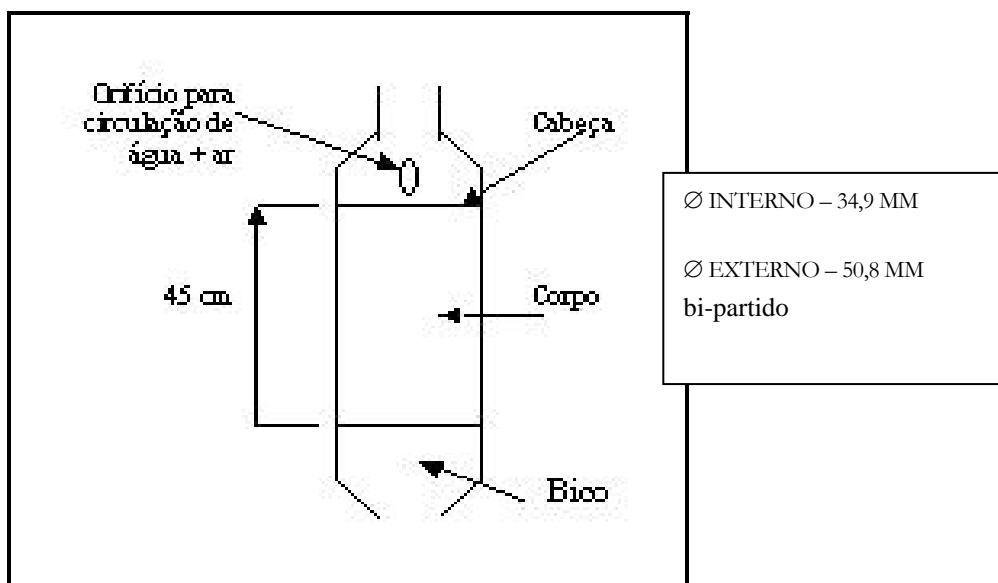 Orifício para
circulação de
água + ar
Cabeça
∅ INTERNO – 34,9 MM
∅ EXTERNO – 50,8 MM
bi-partido
45 cm
Corpo
Bico